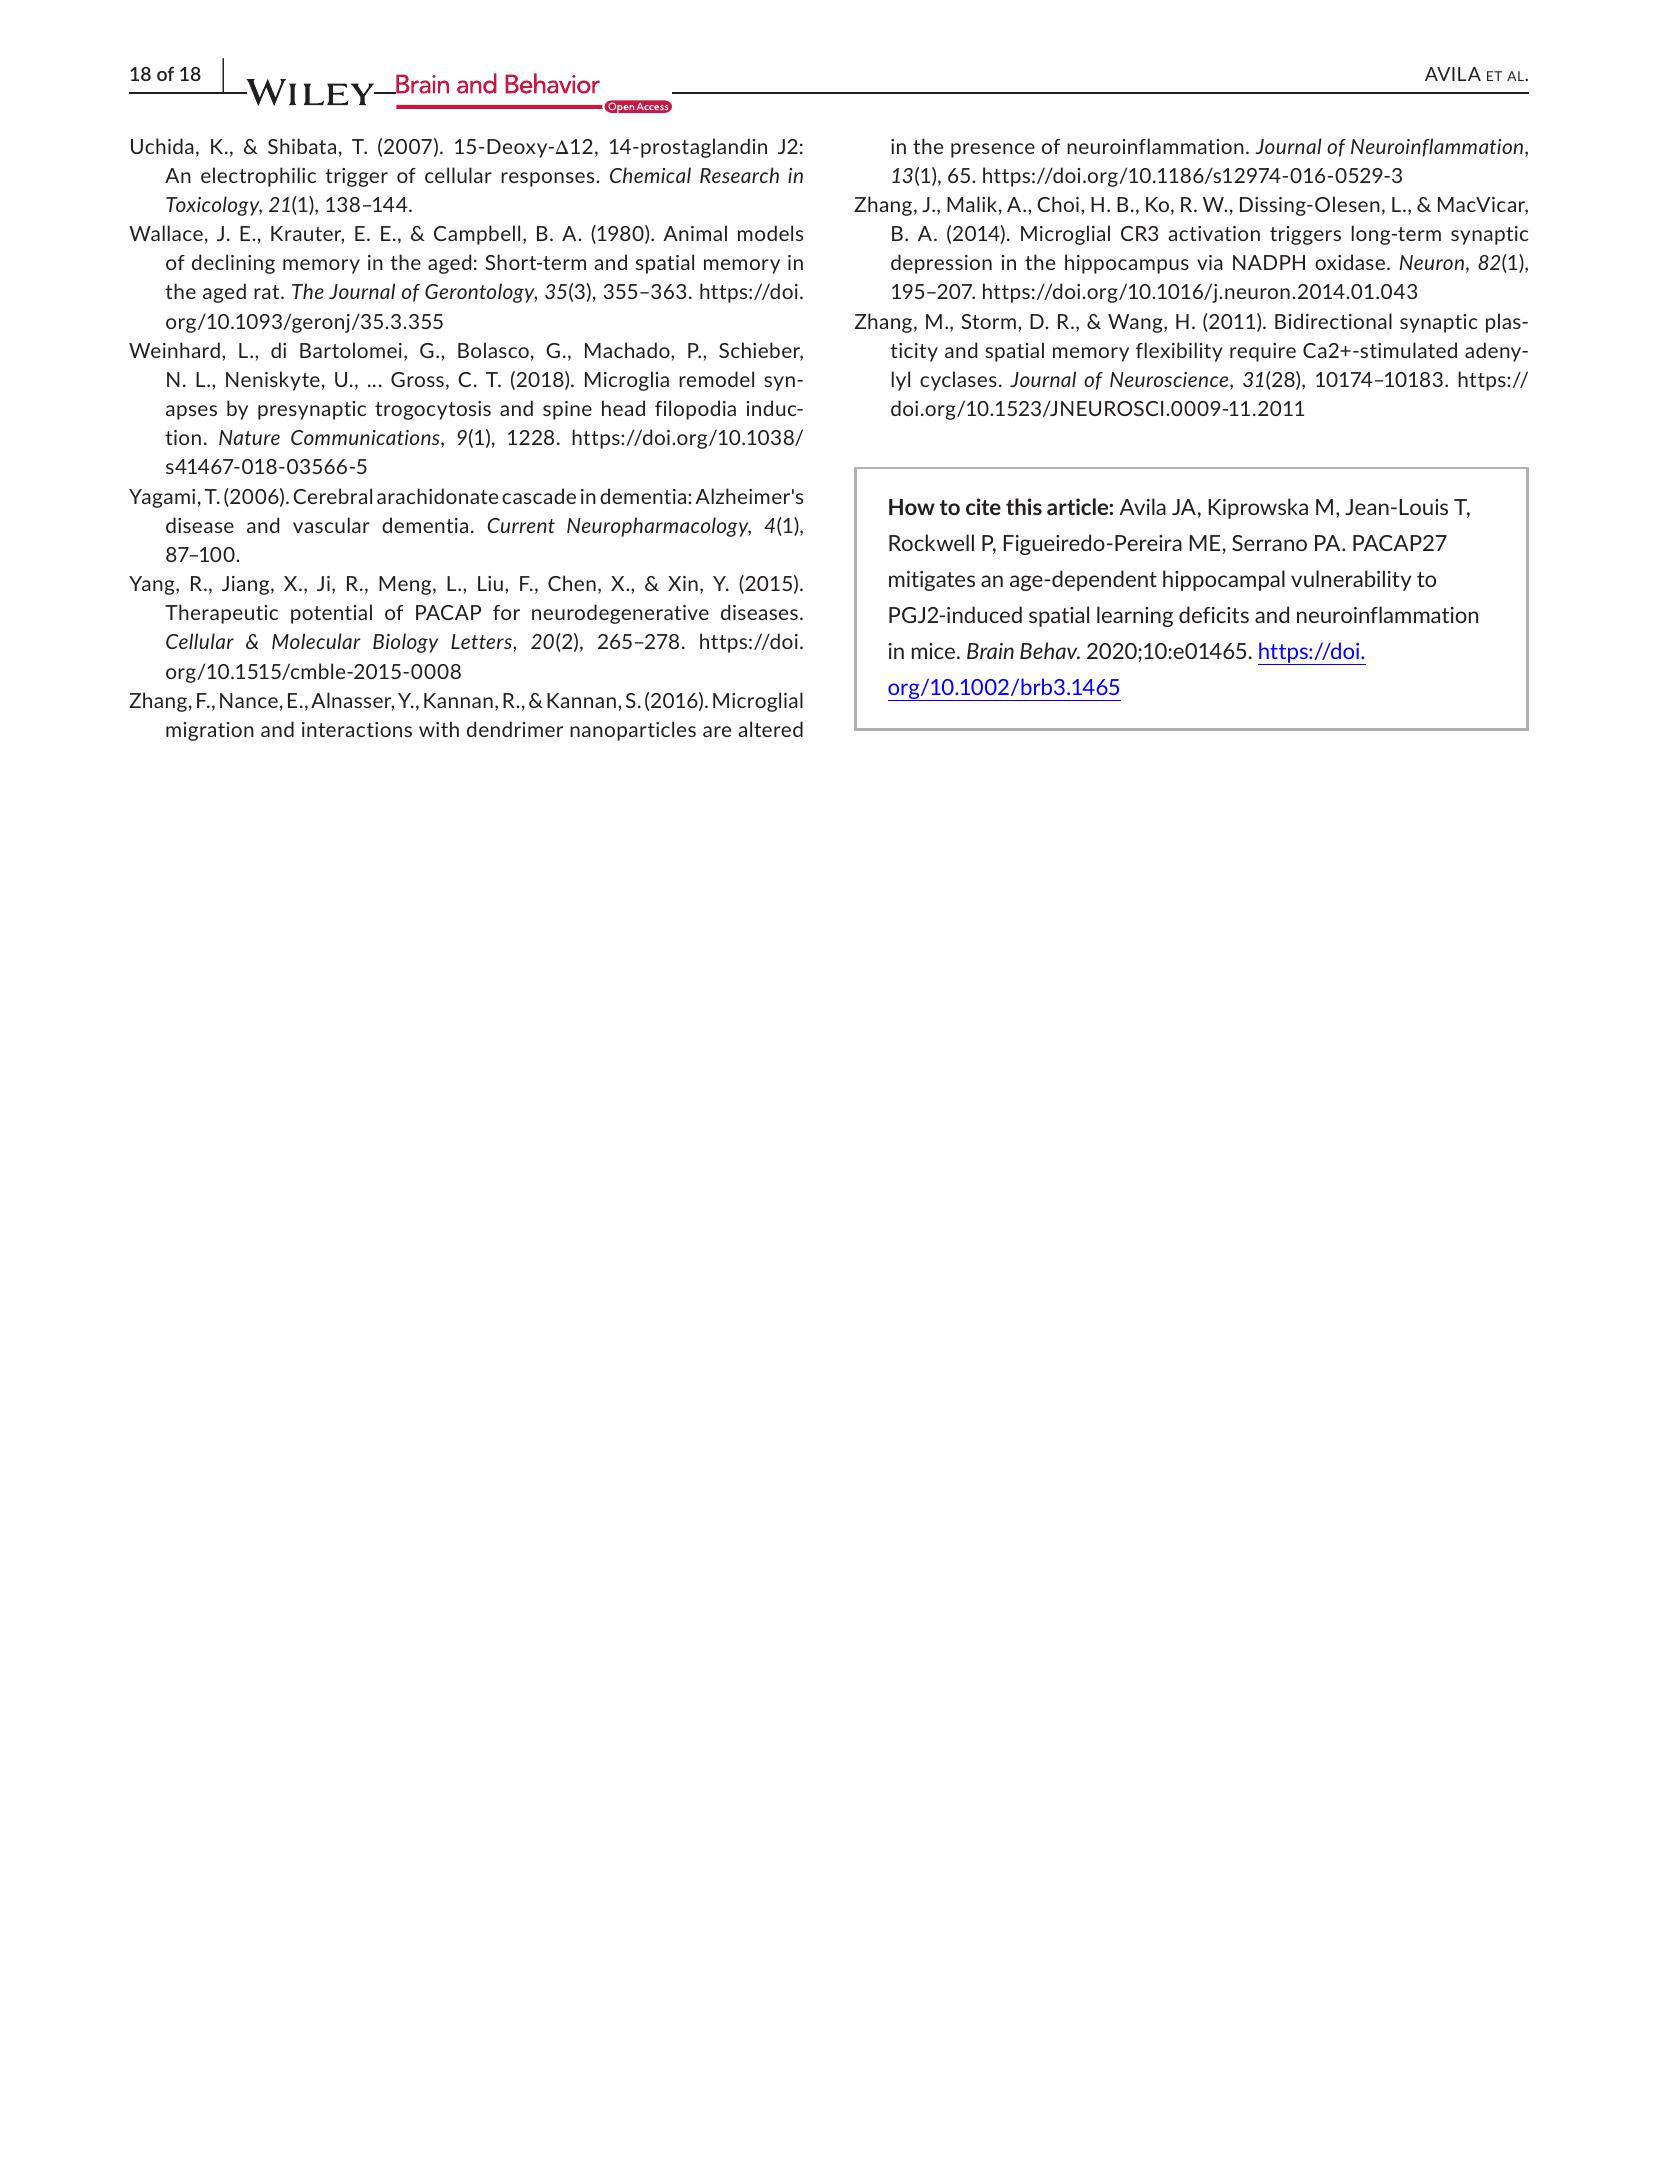 18 of 18
WILEY
Brain and Behavior
Open Access
AVILA ET AL.
Uchida, K., & Shibata, T. (2007). 15-Deoxy-Δ12, 14-prostaglandin J2:
An electrophilic trigger of cellular responses. Chemical Research in
Toxicology, 21(1), 138–144.
Wallace, J. E., Krauter, E. E., & Campbell, B. A. (1980). Animal models
of declining memory in the aged: Short-term and spatial memory in
the aged rat. The Journal of Gerontology, 35(3), 355–363. https://doi.
org/10.1093/geronj/35.3.355
Weinhard, L., di Bartolomei, G., Bolasco, G., Machado, P., Schieber,
N. L., Neniskyte, U., ... Gross, C. T. (2018). Microglia remodel syn-
apses by presynaptic trogocytosis and spine head filopodia induc-
tion. Nature Communications, 9(1), 1228. https://doi.org/10.1038/
s41467-018-03566-5
Yagami, T. (2006). Cerebral arachidonate cascade in dementia: Alzheimer's
disease and vascular dementia. Current Neuropharmacology, 4(1),
87–100.
Yang, R., Jiang, X., Ji, R., Meng, L., Liu, F., Chen, X., & Xin, Y. (2015).
Therapeutic potential of PACAP for neurodegenerative diseases.
Cellular & Molecular Biology Letters, 20(2), 265–278. https://doi.
org/10.1515/cmble-2015-0008
Zhang, F., Nance, E., Alnasser, Y., Kannan, R., & Kannan, S. (2016). Microglial
migration and interactions with dendrimer nanoparticles are altered
in the presence of neuroinflammation. Journal of Neuroinflammation,
13(1), 65. https://doi.org/10.1186/s12974-016-0529-3
Zhang, J., Malik, A., Choi, H. B., Ko, R. W., Dissing-Olesen, L., & MacVicar,
B. A. (2014). Microglial CR3 activation triggers long-term synaptic
depression in the hippocampus via NADPH oxidase. Neuron, 82(1),
195–207. https://doi.org/10.1016/j.neuron.2014.01.043
Zhang, M., Storm, D. R., & Wang, H. (2011). Bidirectional synaptic plas-
ticity and spatial memory flexibility require Ca2+-stimulated adeny-
lyl cyclases. Journal of Neuroscience, 31(28), 10174–10183. https://
doi.org/10.1523/JNEUROSCI.0009-11.2011
How to cite this article: Avila JA, Kiprowska M, Jean-Louis T,
Rockwell P, Figueiredo-Pereira ME, Serrano PA. PACAP27
mitigates an age-dependent hippocampal vulnerability to
PGJ2-induced spatial learning deficits and neuroinflammation
in mice. Brain Behav. 2020;10:e01465. https://doi.
org/10.1002/brb3.1465